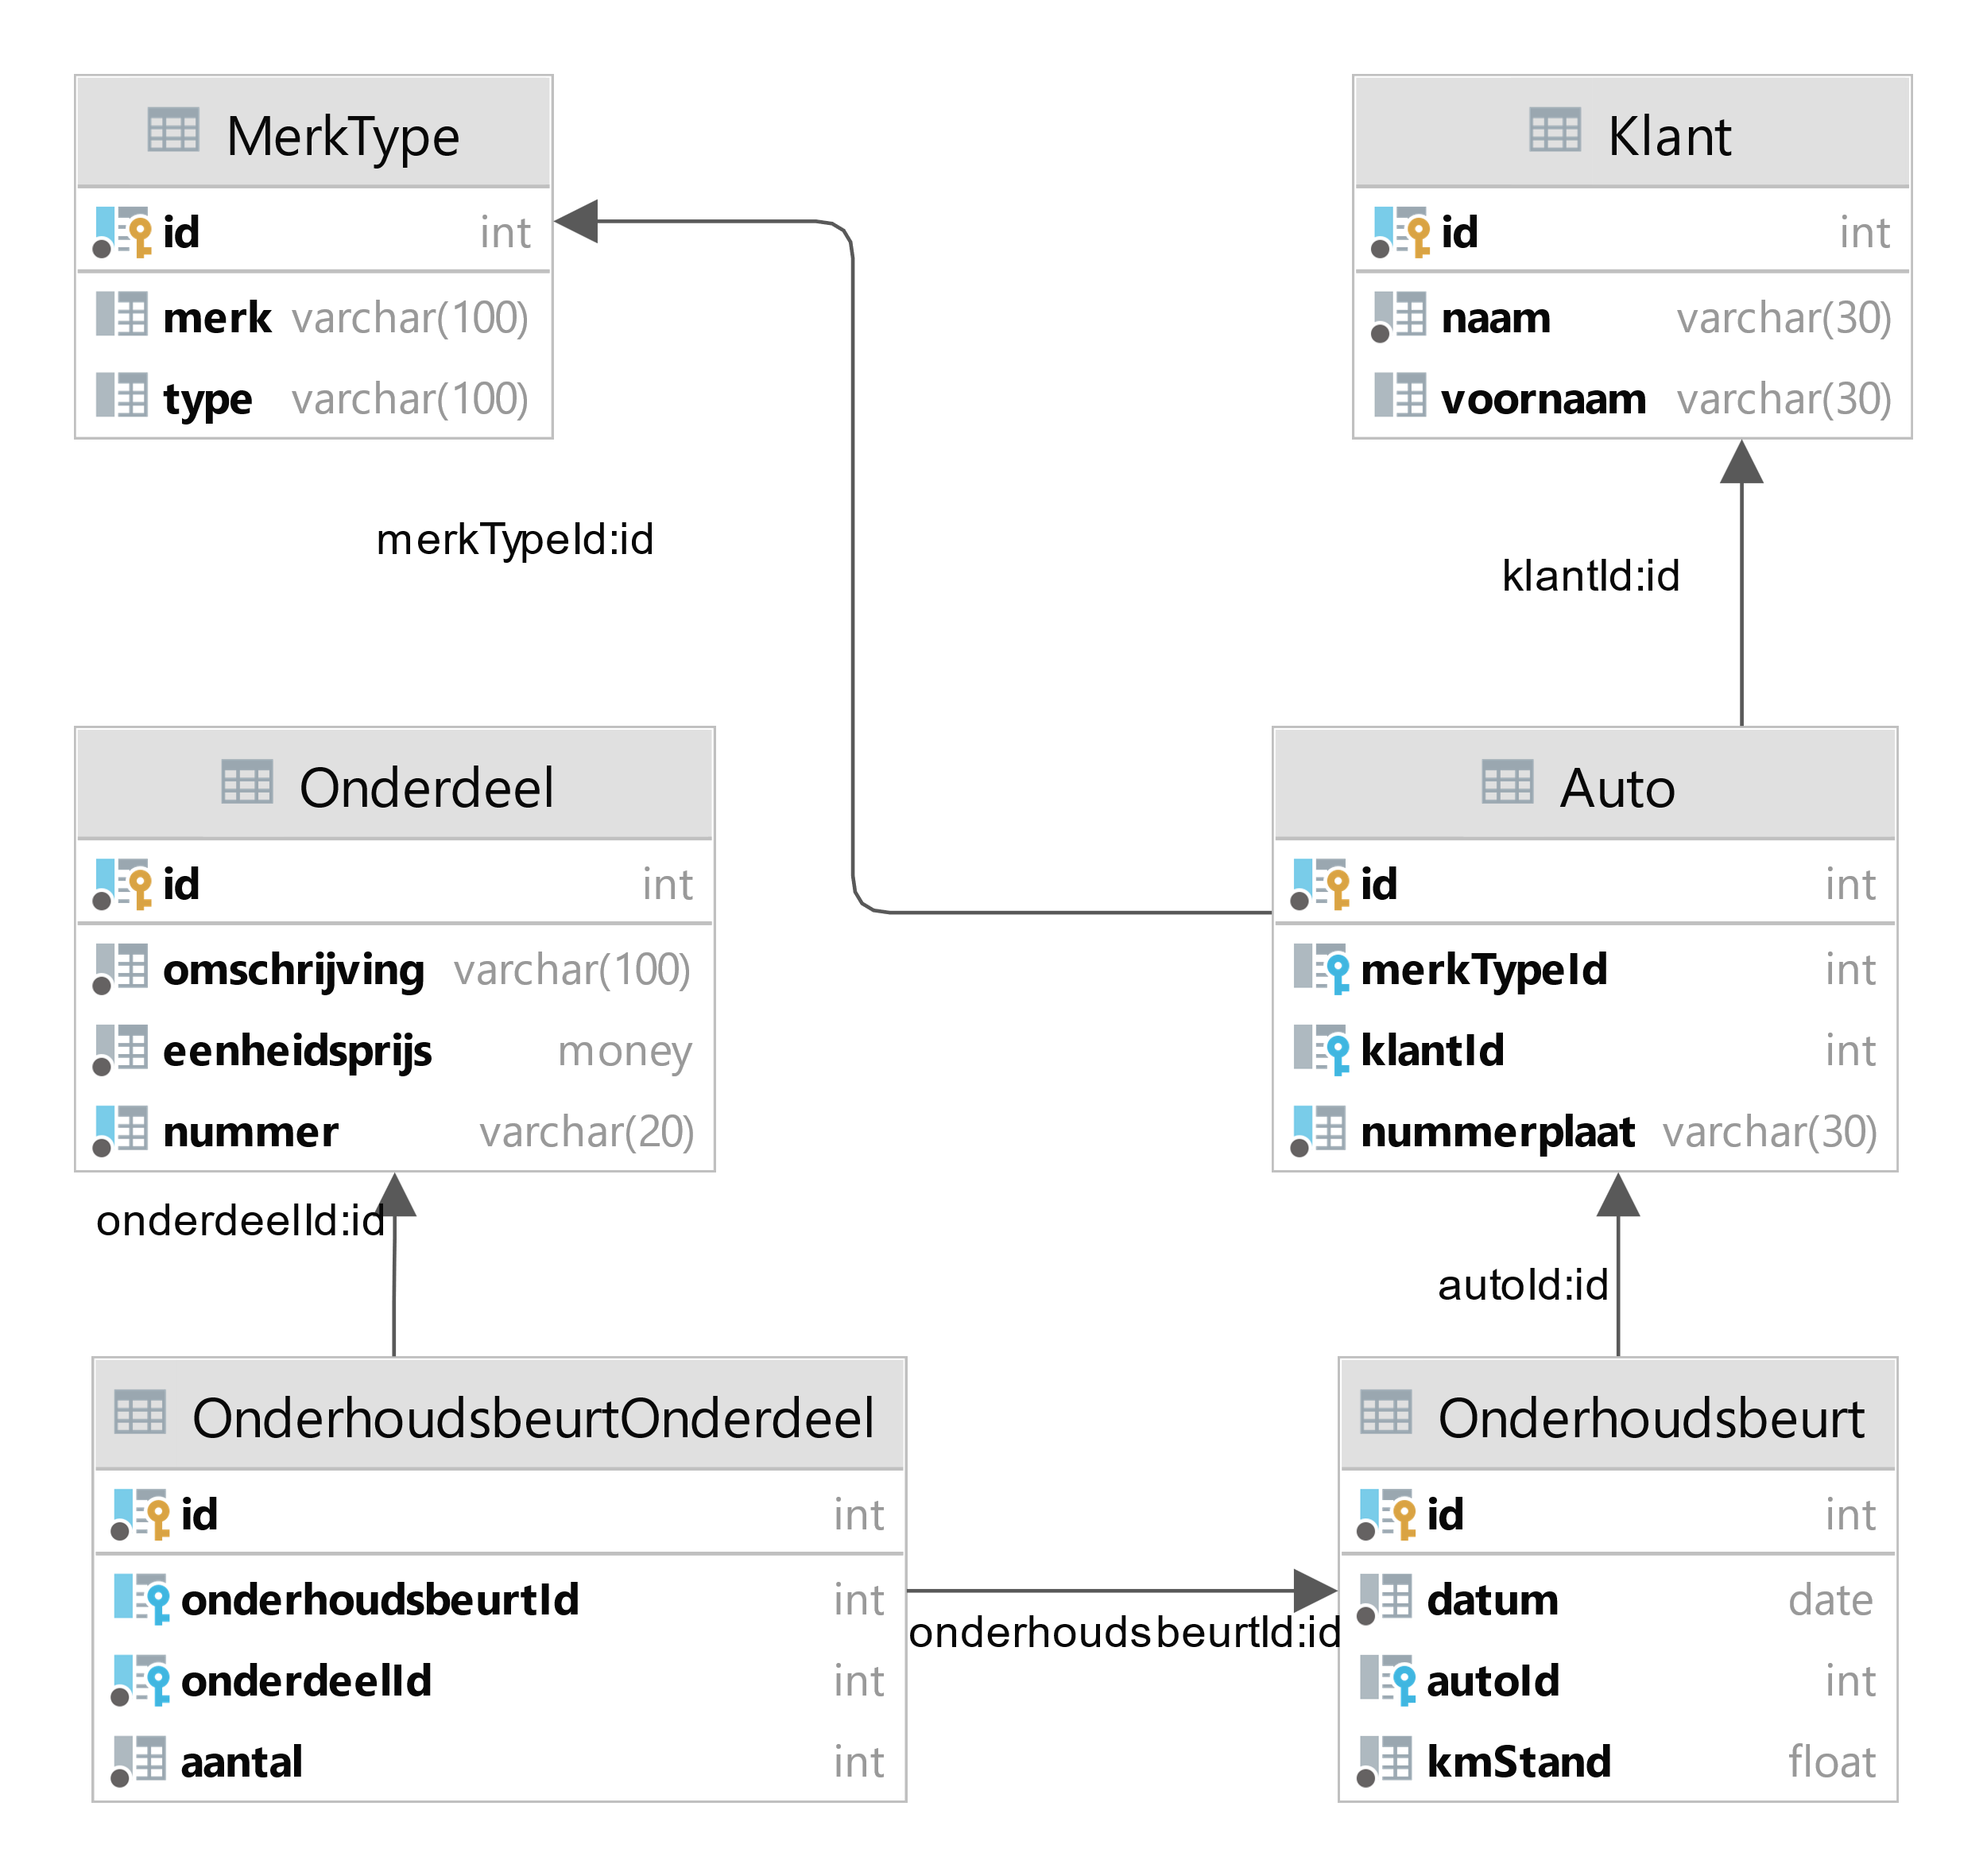 MerkType
id int
merk varchar(100)
type varchar(100)
Klant
id int
naam varchar(30)
voornaam varchar(30)
merkTypeId:id
klantId:id
Onderdeel
id int
omschrijving varchar(100)
eenheidsprijs money
nummer varchar(20)
Auto
id int
merkTypeId int
klantId int
nummerplaat varchar(30)
onderdeelId:id
autoId:id
OnderhoudsbeurtOnderdeel
id int
onderhoudsbeurtId int
onderdeelId int
aantal int
onderhoudsbeurtId:id
Onderhoudsbeurt
id int
datum date
autoId int
kmStand float